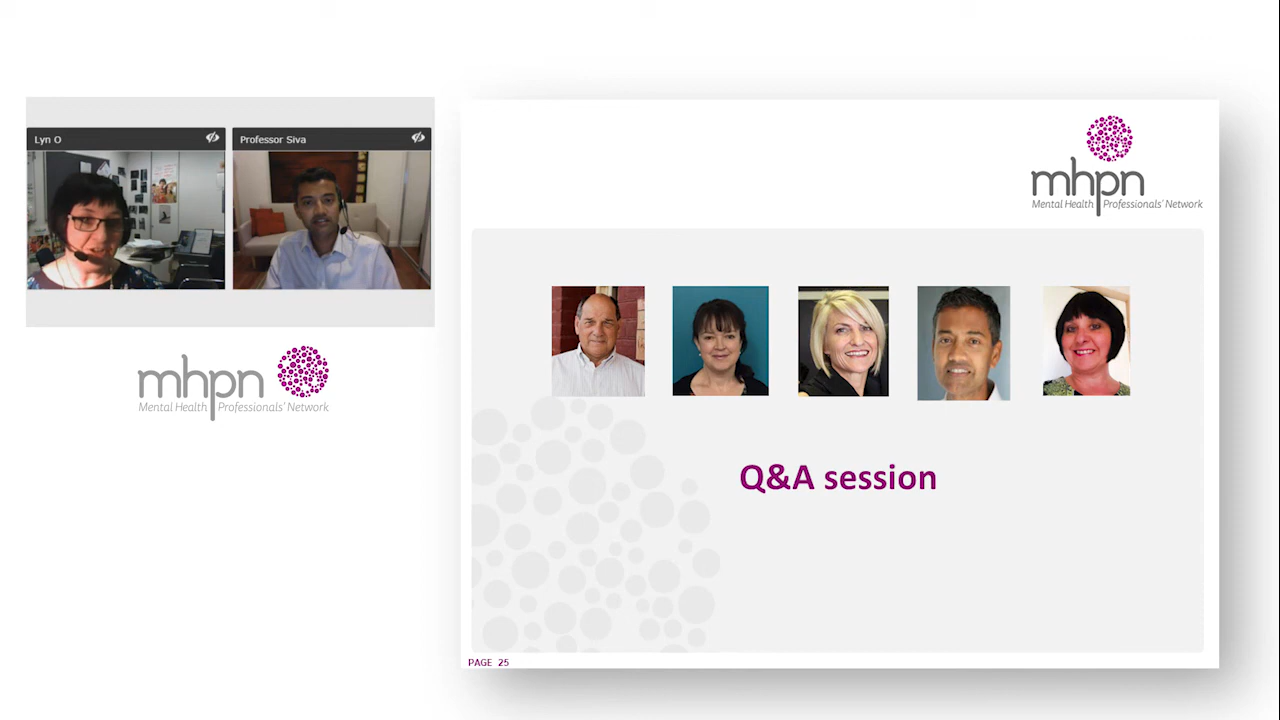 Lyn O
Professor Siva
mhpn
Mental Health Professionals' Network
mhpn
Mental Health Professionals' Network
Q&A session
PAGE 25